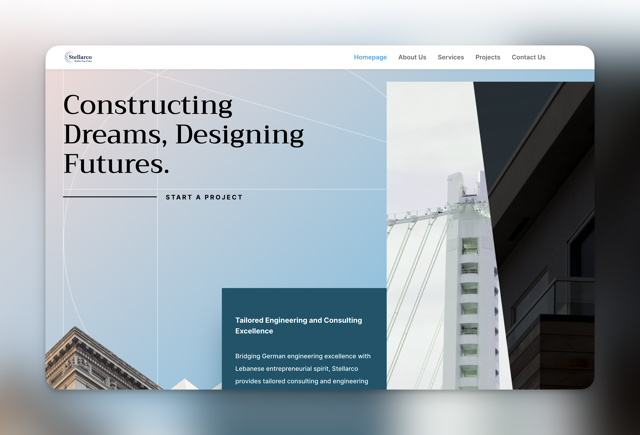 Stellarco
Homepage
About Us
Services
Projects
Contact Us
Constructing
Dreams, Designing
Futures.
START A PROJECT
Tailored Engineering and Consulting
Excellence
Bridging German engineering excellence with
Lebanese entrepreneurial spirit, Stellarco
provides tailored consulting and engineering